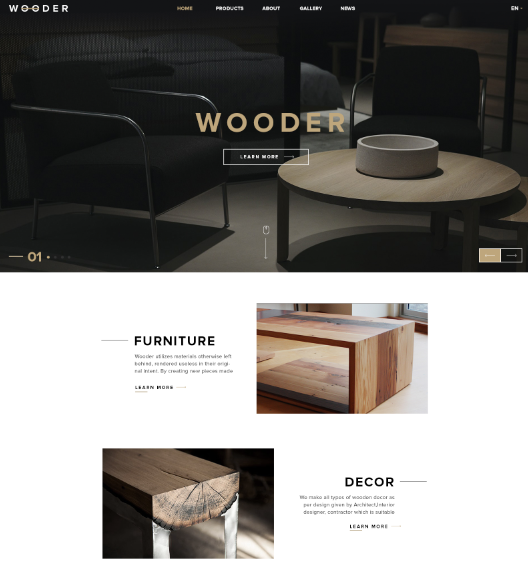 WOODER
HOME
PRODUCTS
ABOUT
GALLERY
NEWS
EN
WOODER
LEARN MORE
01
FURNITURE
Wooder utilizes materials otherwise left
behind, rendered useless in their origi-
nal intent. By creating new pieces made
LEARN MORE
DECOR
We make all types of wooden decor as
per design given by Architect,Interior
designer, contractor which is suitable
LEARN MORE